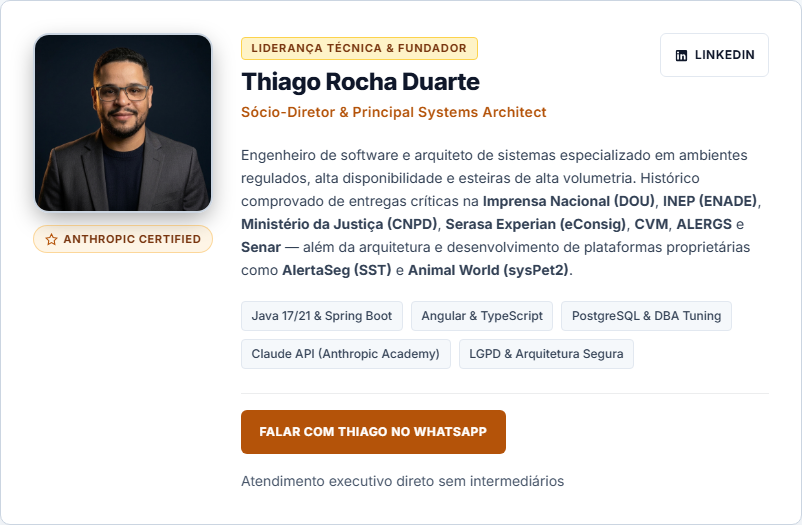 LIDERANÇA TÉCNICA & FUNDADOR
LINKEDIN
Thiago Rocha Duarte
Sócio-Diretor & Principal Systems Architect
Engenheiro de software e arquiteto de sistemas especializado em ambientes
regulados, alta disponibilidade e esteiras de alta volumetria. Histórico
comprovado de entregas críticas na Imprensa Nacional (DOU), INEP (ENADE),
Ministério da Justiça (CNPD), Serasa Experian (eConsig), CVM, ALERGS e
Senar — além da arquitetura e desenvolvimento de plataformas proprietárias
como AlertaSeg (SST) e Animal World (sysPet2).
ANTHROPIC CERTIFIED
Java 17/21 & Spring Boot
Angular & TypeScript
PostgreSQL & DBA Tuning
Claude API (Anthropic Academy)
LGPD & Arquitetura Segura
FALAR COM THIAGO NO WHATSAPP
Atendimento executivo direto sem intermediários